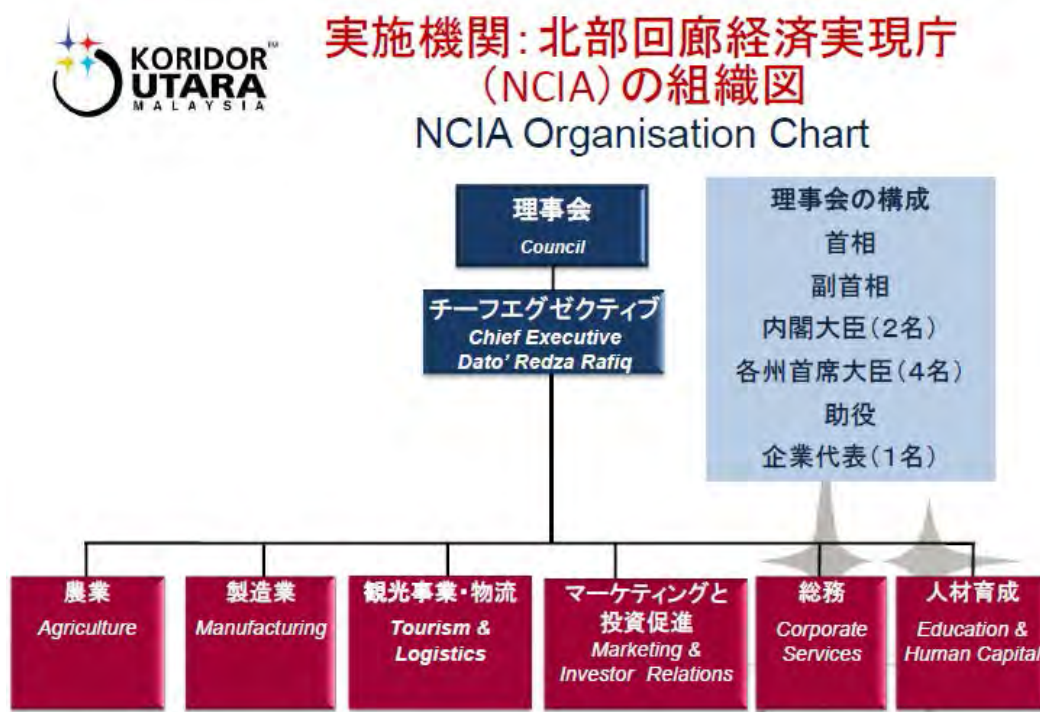 KORIDOR™
UTARA
MALAYSIA
実施機関：北部回廊経済実現庁
（NCIA）の組織図
NCIA Organisation Chart
理事会
Council
チーフエグゼクティブ
Chief Executive
Dato' Redza Rafiq
理事会の構成
首相
副首相
内閣大臣（2名）
各州首席大臣（4名）
助役
企業代表（1名）
農業
Agriculture
製造業
Manufacturing
観光事業・物流
Tourism &
Logistics
マーケティングと
投資促進
Marketing &
Investor Relations
総務
Corporate
Services
人材育成
Education &
Human Capital